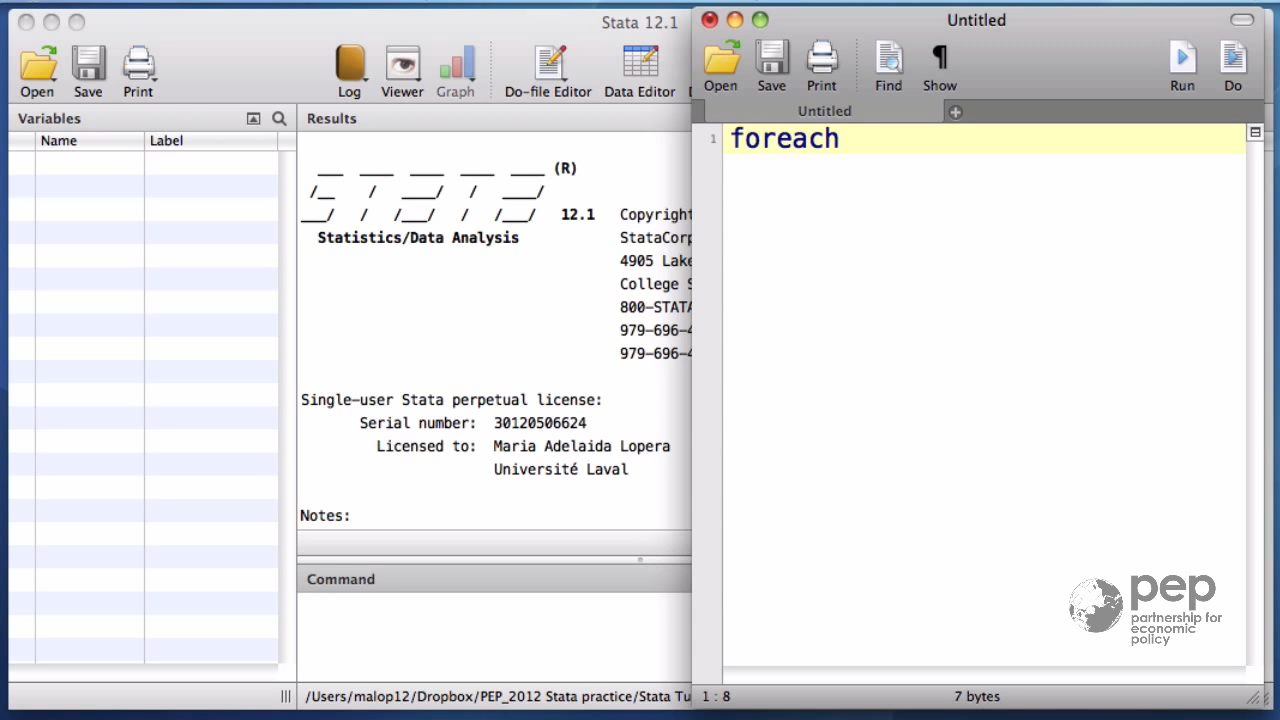 Stata 12.1
Open
Save
Print
Log
Viewer
Graph
Do-file Editor
Data Editor
Variables
Name
Label
Results
(R)
12.1 Copyright
Statistics/Data Analysis StataCorp
4905 Lake
College S
800-STATA
979-696-4
979-696-4
Single-user Stata perpetual license:
Serial number: 30120506624
Licensed to: Maria Adelaida Lopera
Université Laval
Notes:
Command
/Users/malop12/Dropbox/PEP_2012 Stata practice/Stata Tu
Untitled
Open
Save
Print
Find
Show
Run
Do
Untitled
1 foreach
pep
partnership for
economic
policy
1 : 8
7 bytes